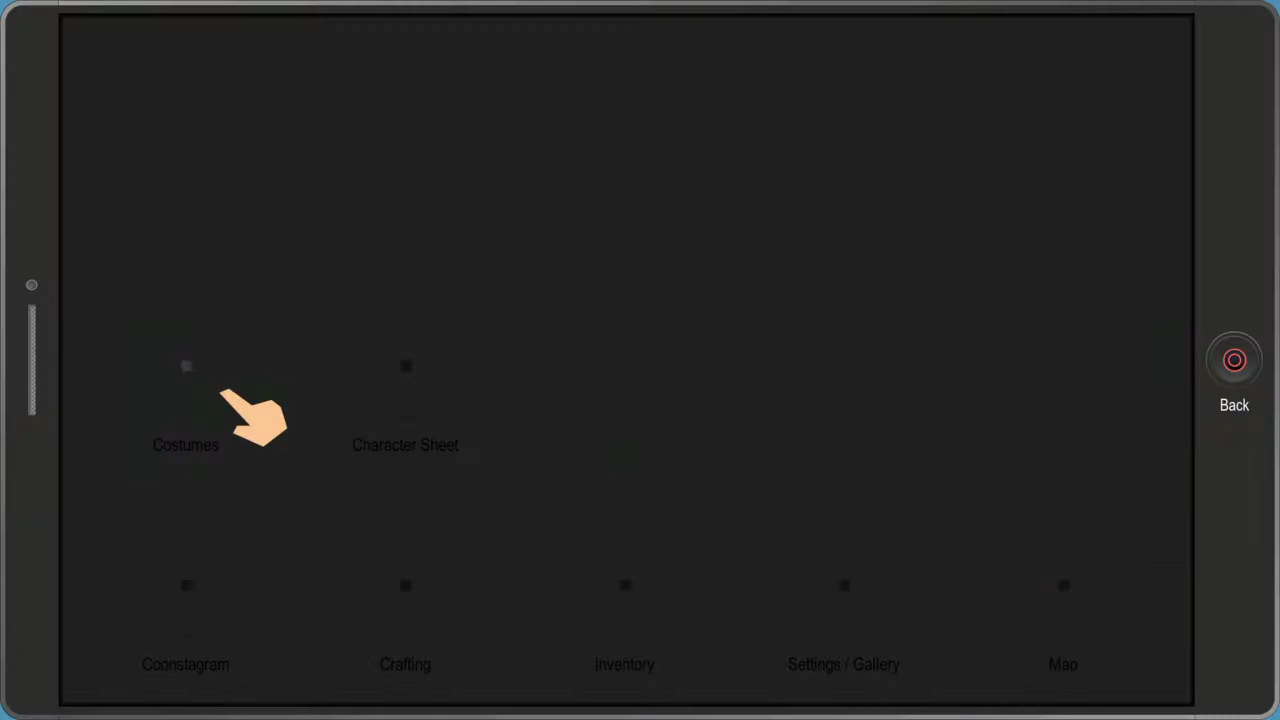 Back
Costumes
Character Sheet
Coonstagram
Crafting
Inventory
Settings / Gallery
Map